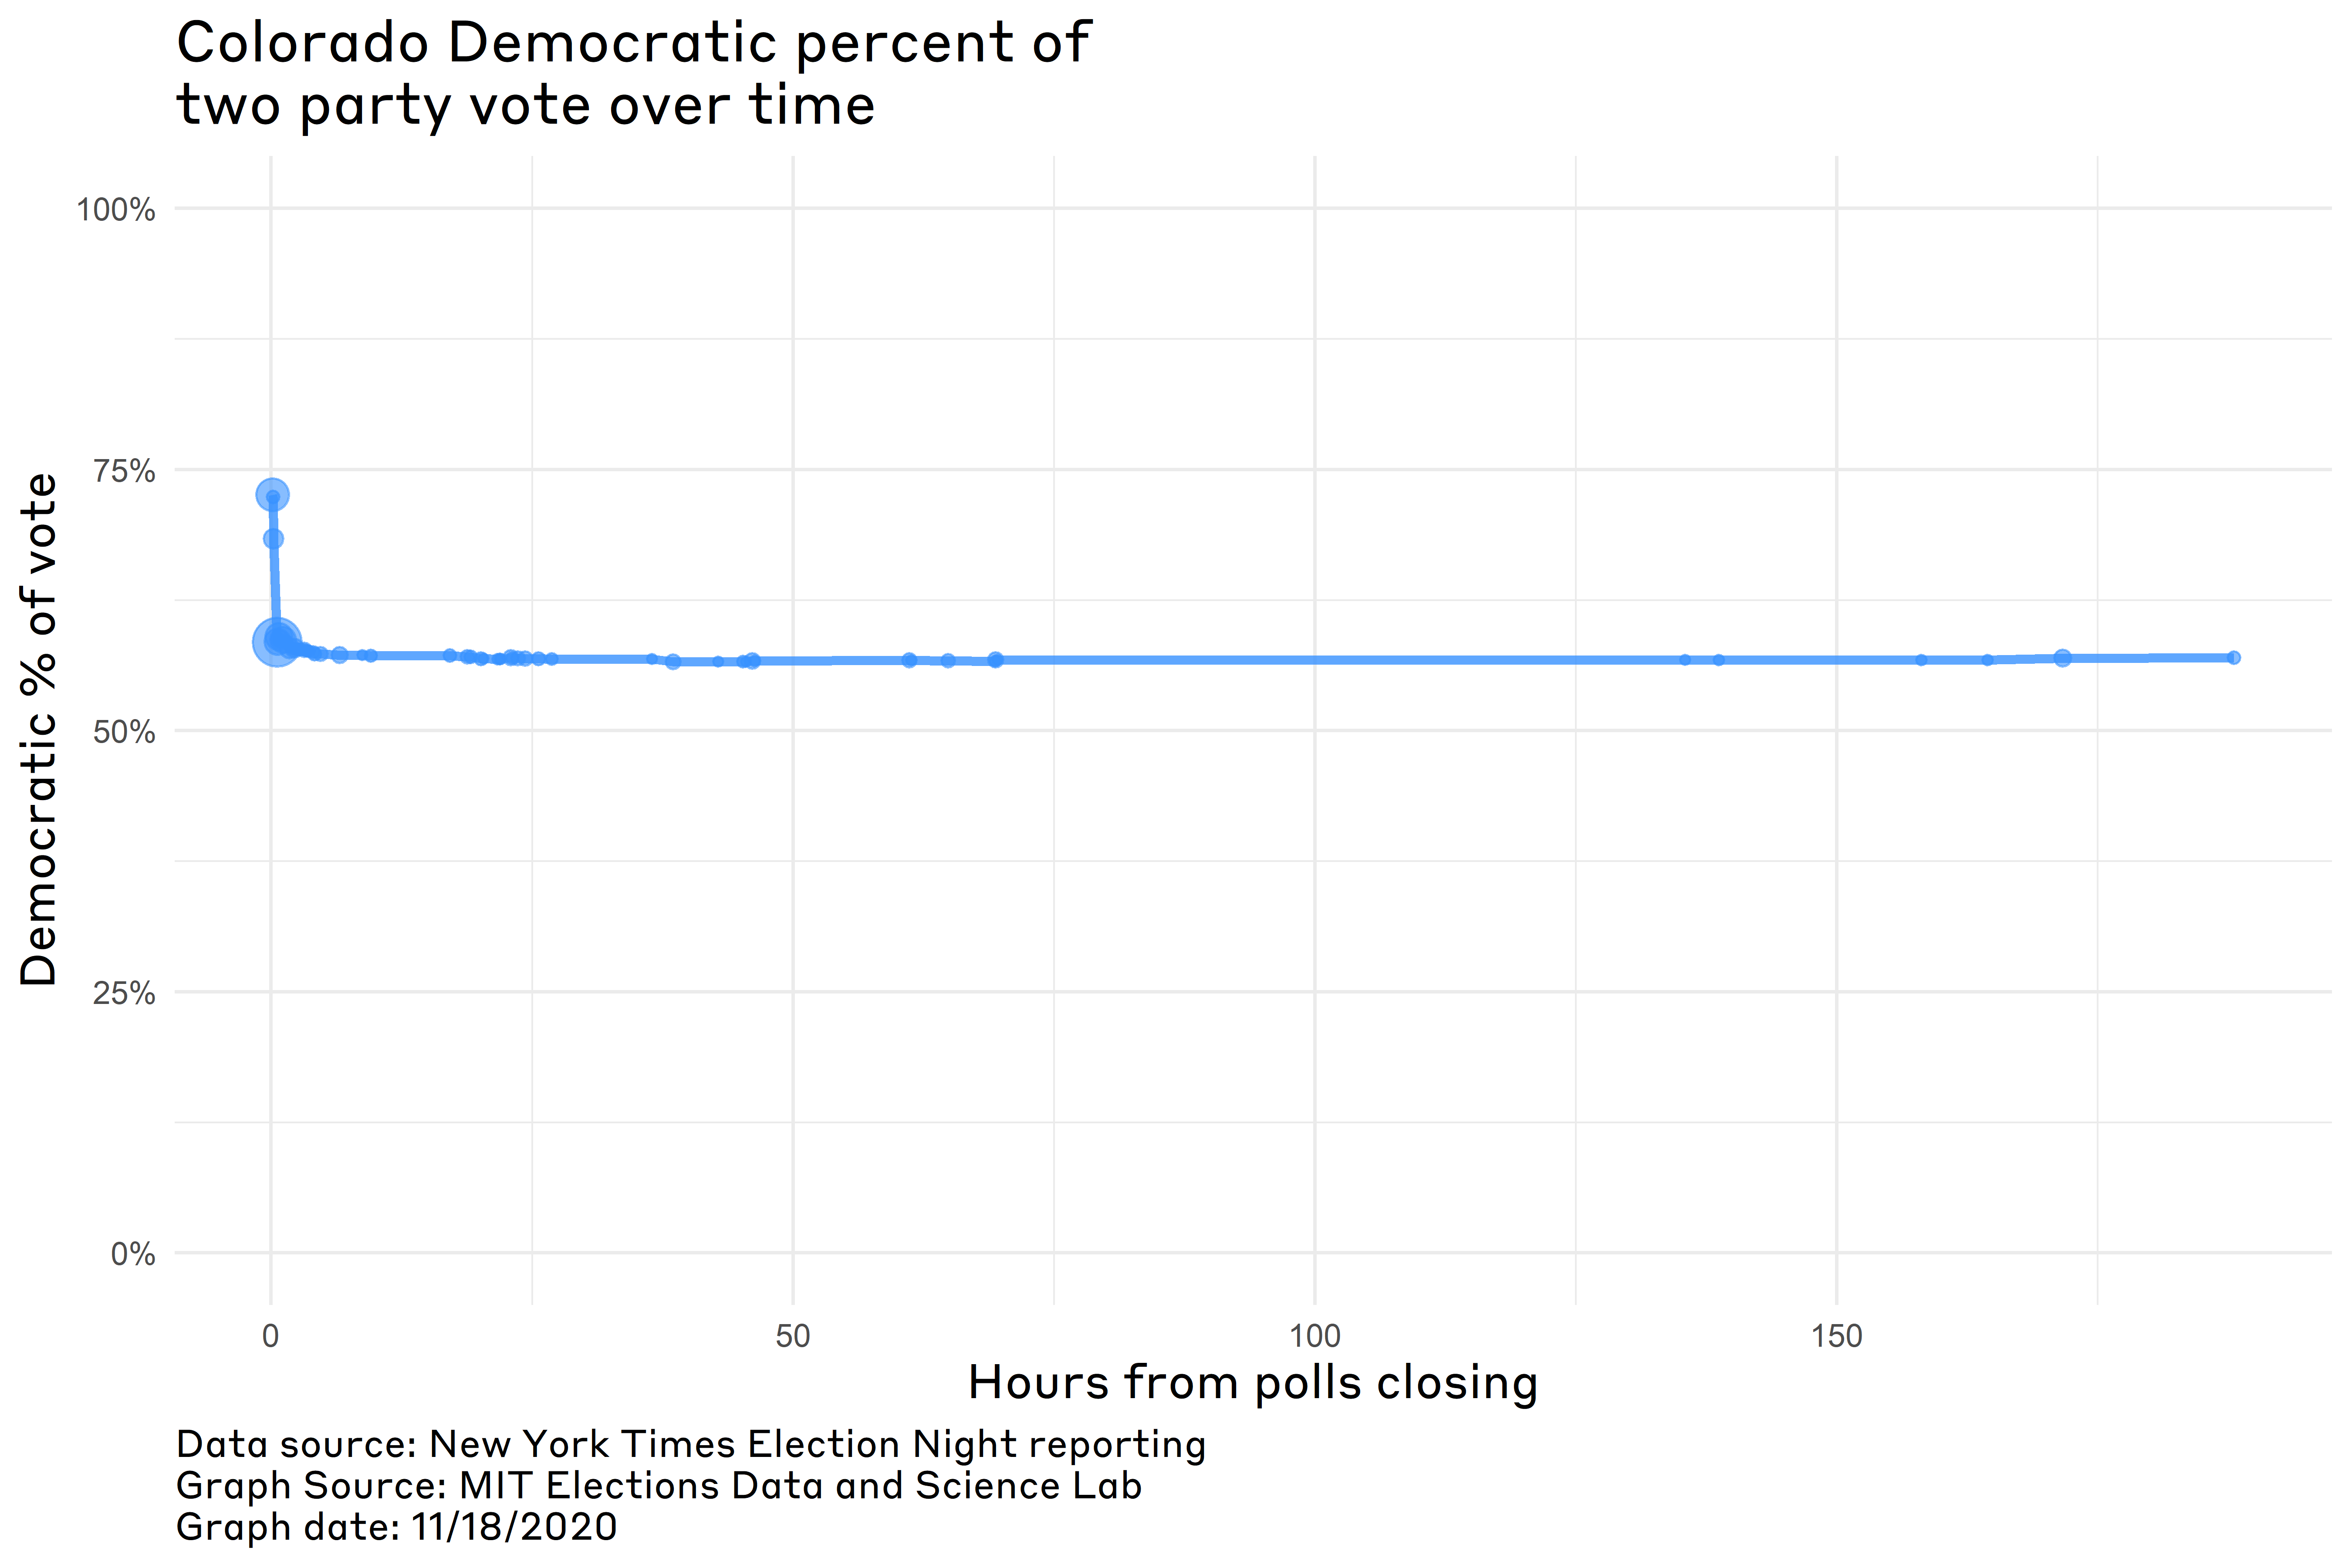 Colorado Democratic percent of
two party vote over time
Democratic % of vote
100%
75%
50%
25%
0%
0
50
100
150
Hours from polls closing
Data source: New York Times Election Night reporting
Graph Source: MIT Elections Data and Science Lab
Graph date: 11/18/2020